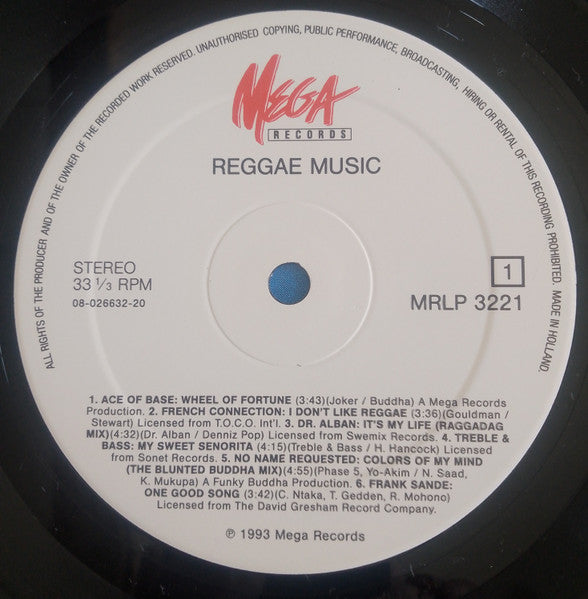 ALL RIGHTS OF THE PRODUCER AND OF THE OWNER OF THE RECORDED WORK RESERVED. UNAUTHORISED COPYING, PUBLIC PERFORMANCE, BROADCASTING, HIRING OR RENTAL OF THIS RECORDING PROHIBITED. MADE IN HOLLAND.
MEGA
RECORDS
REGGAE MUSIC
STEREO
33 1/3 RPM
08-026632-20
1
MRLP 3221
1. ACE OF BASE: WHEEL OF FORTUNE (3:43)(Joker / Buddha) A Mega Records
Production. 2. FRENCH CONNECTION: I DON'T LIKE REGGAE (3:36)(Gouldman /
Stewart) Licensed from T.O.C.O. Int'l. 3. DR. ALBAN: IT'S MY LIFE (RAGGADAG
MIX)(4:32)(Dr. Alban / Denniz Pop) Licensed from Swemix Records. 4. TREBLE &
BASS: MY SWEET SENORITA (4:15)(Treble & Bass / H. Hancock) Licensed
from Sonet Records. 5. NO NAME REQUESTED: COLORS OF MY MIND
(THE BLUNTED BUDDHA MIX)(4:55)(Phase 5, Yo-Akim / N. Saad,
K. Mukupa) A Funky Buddha Production. 6. FRANK SANDE:
ONE GOOD SONG (3:42)(C. Ntaka, T. Gedden, R. Mohono)
Licensed from The David Gresham Record Company.
℗ 1993 Mega Records